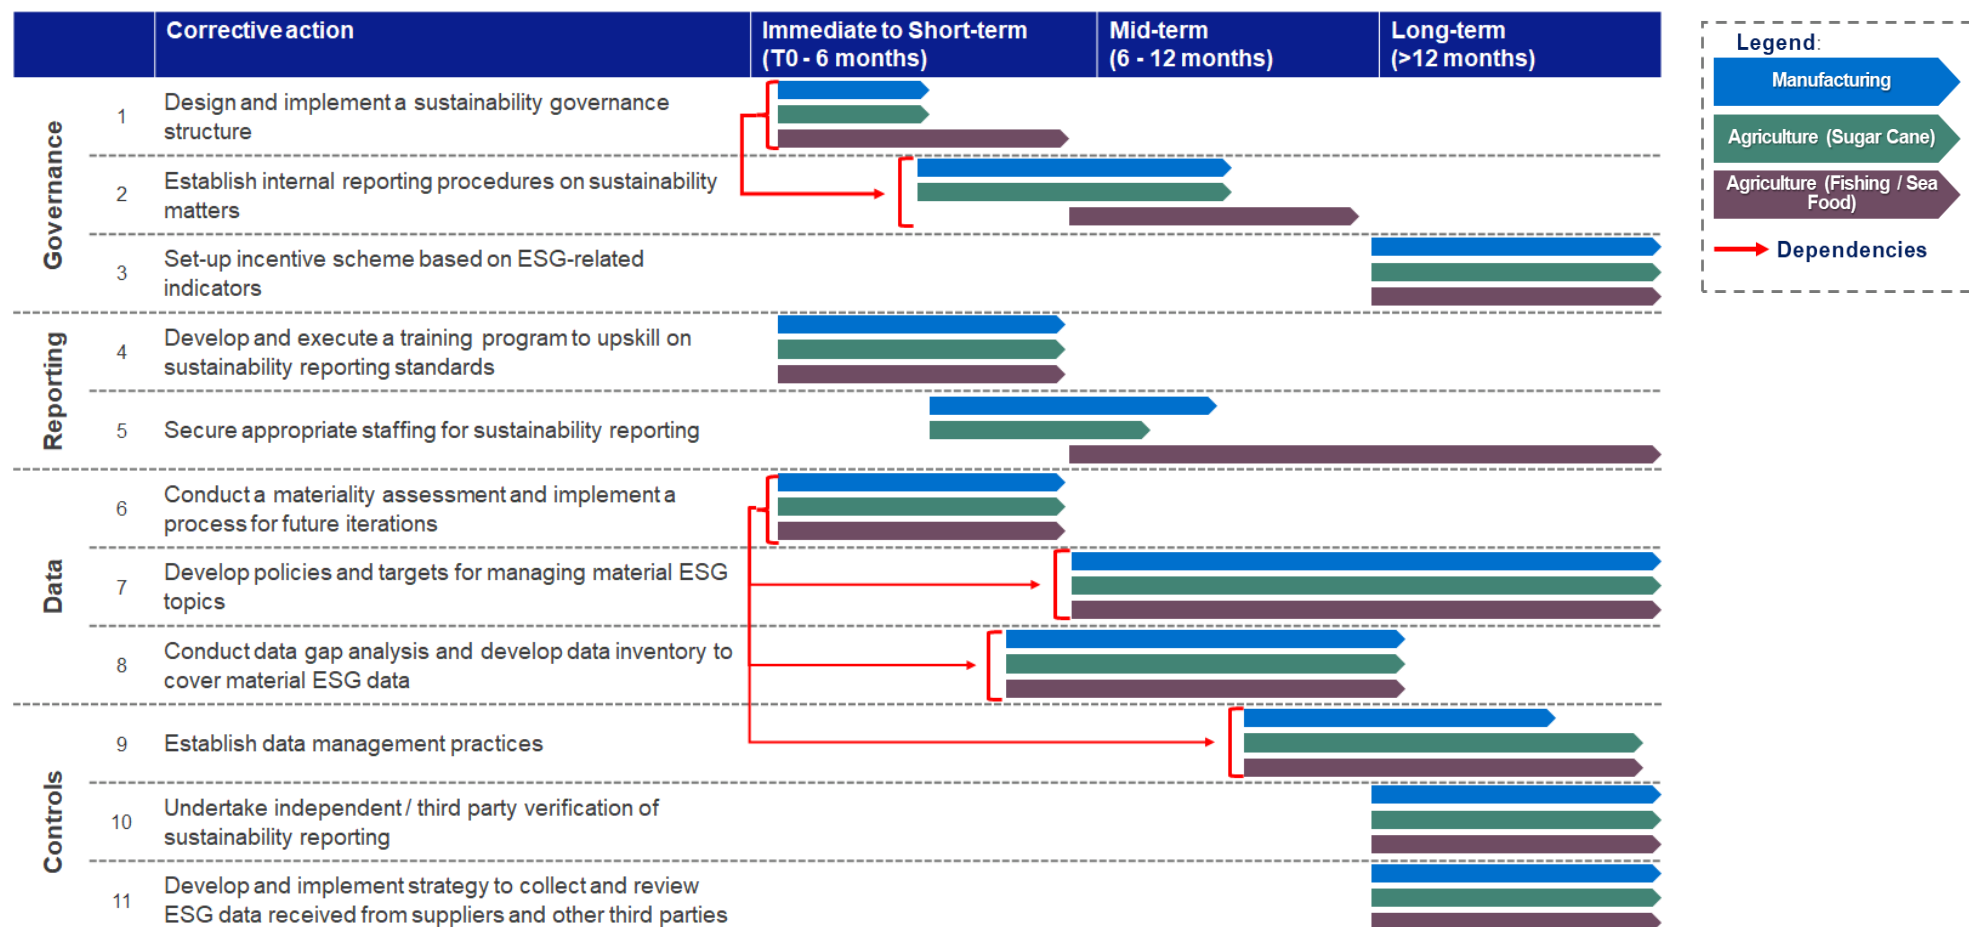 Corrective action
Immediate to Short-term
(T0 - 6 months)
Mid-term
(6 - 12 months)
Long-term
(>12 months)
Governance
1
Design and implement a sustainability governance
structure
2
Establish internal reporting procedures on sustainability
matters
3
Set-up incentive scheme based on ESG-related
indicators
Reporting
4
Develop and execute a training program to upskill on
sustainability reporting standards
5
Secure appropriate staffing for sustainability reporting
Data
6
Conduct a materiality assessment and implement a
process for future iterations
7
Develop policies and targets for managing material ESG
topics
8
Conduct data gap analysis and develop data inventory to
cover material ESG data
Controls
9
Establish data management practices
10
Undertake independent / third party verification of
sustainability reporting
11
Develop and implement strategy to collect and review
ESG data received from suppliers and other third parties
Legend:
Manufacturing
Agriculture (Sugar Cane)
Agriculture (Fishing / Sea
Food)
Dependencies